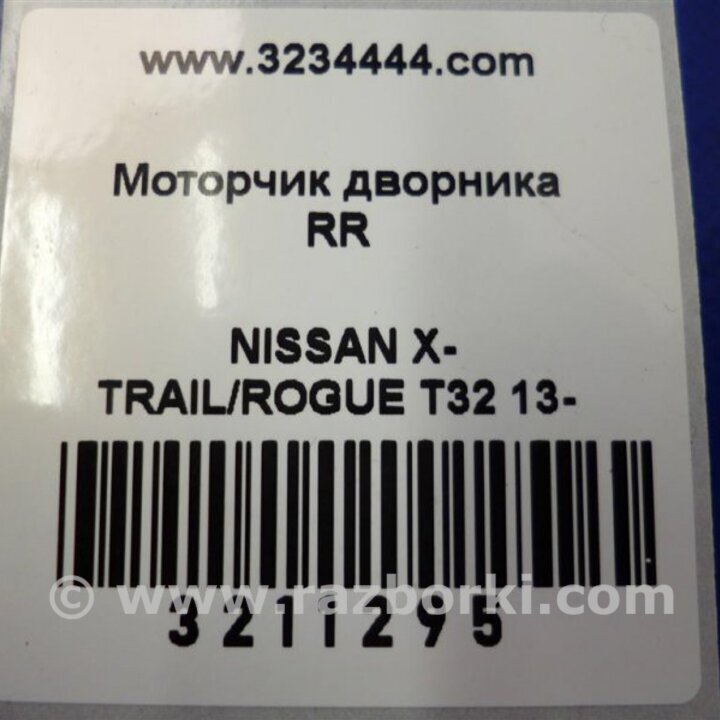 www.3234444.com
Моторчик дворника
RR
NISSAN X-
TRAIL/ROGUE T32 13-
© www.razborki.com
3211295